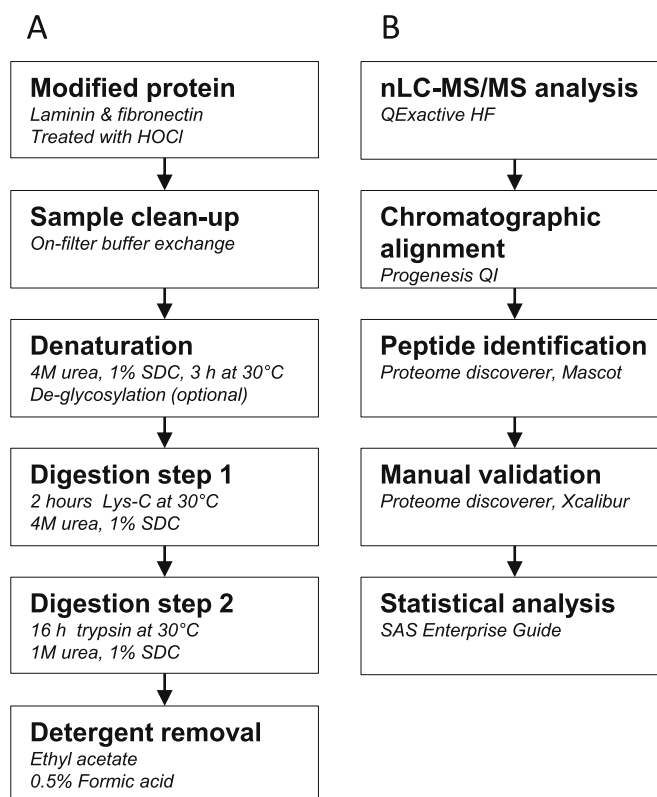 A
Modified protein
Laminin & fibronectin
Treated with HOCl
Sample clean-up
On-filter buffer exchange
Denaturation
4M urea, 1% SDC, 3 h at 30°C
De-glycosylation (optional)
Digestion step 1
2 hours Lys-C at 30°C
4M urea, 1% SDC
Digestion step 2
16 h trypsin at 30°C
1M urea, 1% SDC
Detergent removal
Ethyl acetate
0.5% Formic acid
B
nLC-MS/MS analysis
QExactive HF
Chromatographic
alignment
Progenesis QI
Peptide identification
Proteome discoverer, Mascot
Manual validation
Proteome discoverer, Xcalibur
Statistical analysis
SAS Enterprise Guide